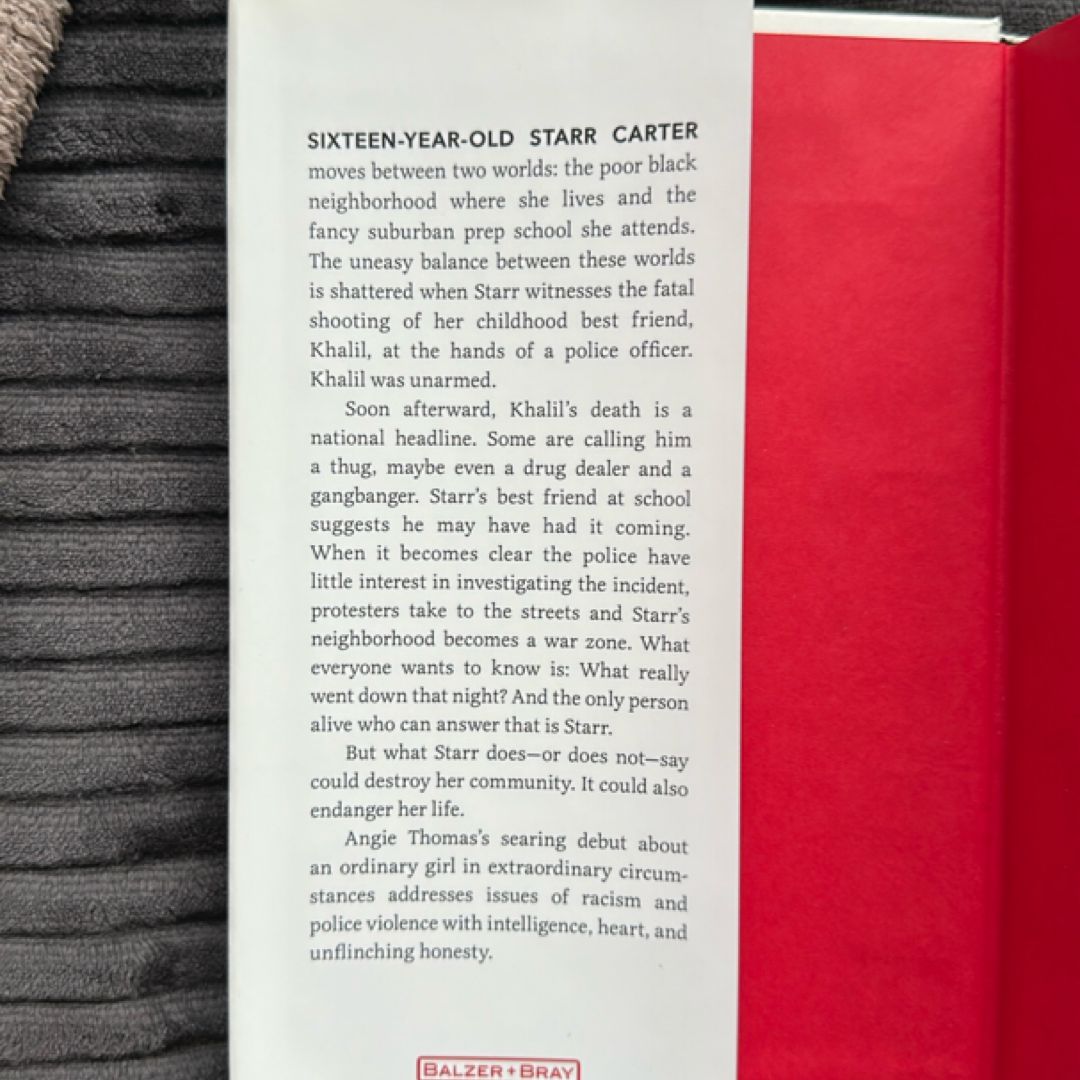 SIXTEEN-YEAR-OLD STARR CARTER
moves between two worlds: the poor black
neighborhood where she lives and the
fancy suburban prep school she attends.
The uneasy balance between these worlds
is shattered when Starr witnesses the fatal
shooting of her childhood best friend,
Khalil, at the hands of a police officer.
Khalil was unarmed.
Soon afterward, Khalil's death is a
national headline. Some are calling him
a thug, maybe even a drug dealer and a
gangbanger. Starr's best friend at school
suggests he may have had it coming.
When it becomes clear the police have
little interest in investigating the incident,
protesters take to the streets and Starr's
neighborhood becomes a war zone. What
everyone wants to know is: What really
went down that night? And the only person
alive who can answer that is Starr.
But what Starr does—or does not—say
could destroy her community. It could also
endanger her life.
Angie Thomas's searing debut about
an ordinary girl in extraordinary circum-
stances addresses issues of racism and
police violence with intelligence, heart, and
unflinching honesty.
BALZER + BRAY